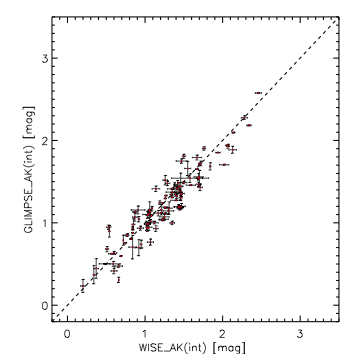 3
2
1
0
GLIMPSE_AK(int) [mag]
0 1 2 3
WISE_AK(int) [mag]